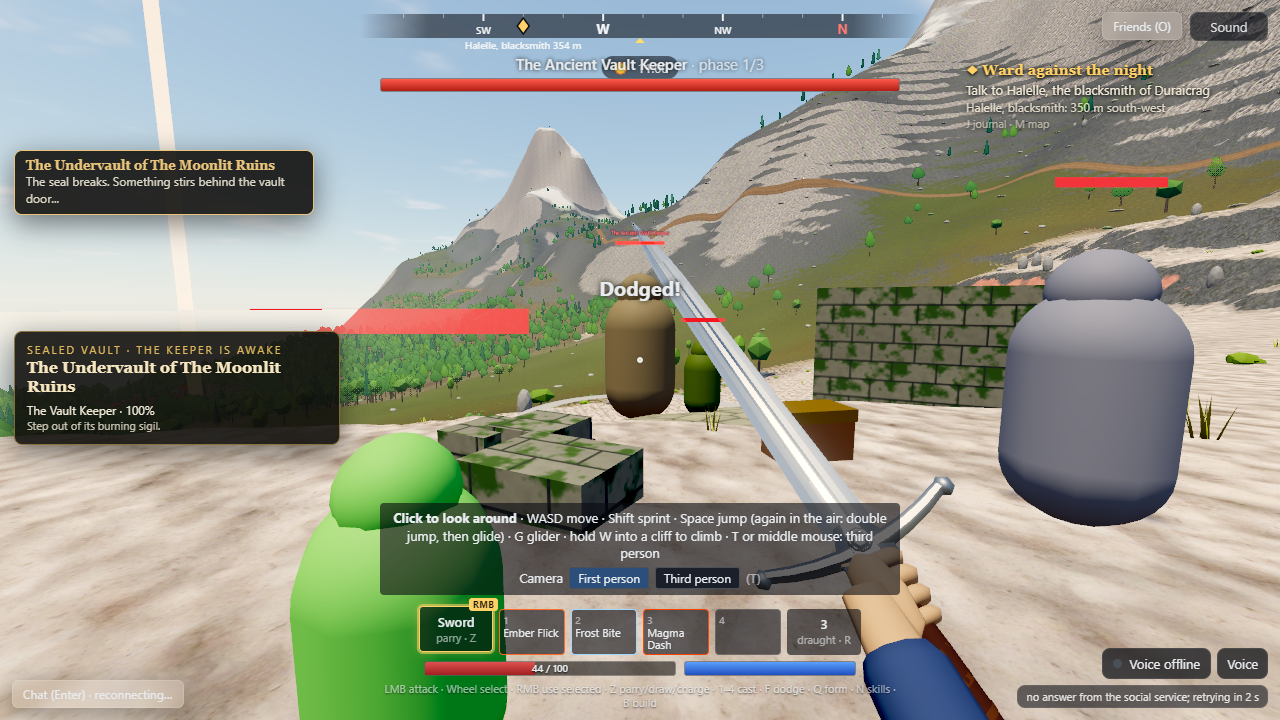 SW
W
NW
N
Halelle, blacksmith 354 m
The Ancient Vault Keeper · phase 1/3
Friends (O)
Sound
Ward against the night
Talk to Halelle, the blacksmith of Duraicrag
Halelle, blacksmith: 350 m south-west
J journal · M map
The Undervault of The Moonlit Ruins
The seal breaks. Something stirs behind the vault
door...
Dodged!
SEALED VAULT · THE KEEPER IS AWAKE
The Undervault of The Moonlit
Ruins
The Vault Keeper · 100%
Step out of its burning sigil.
Click to look around · WASD move · Shift sprint · Space jump (again in the air: double
jump, then glide) · G glider · hold W into a cliff to climb · T or middle mouse: third
person
Camera
First person
Third person
(T)
RMB
Sword
parry · Z
1
Ember Flick
2
Frost Bite
3
Magma
Dash
4
3
draught · R
44 / 100
LMB attack · Wheel select · RMB use selected · Z parry/draw/charge · 1-4 cast · F dodge · Q form · N skills ·
B build
Chat (Enter) · reconnecting...
Voice offline
Voice
no answer from the social service; retrying in 2 s